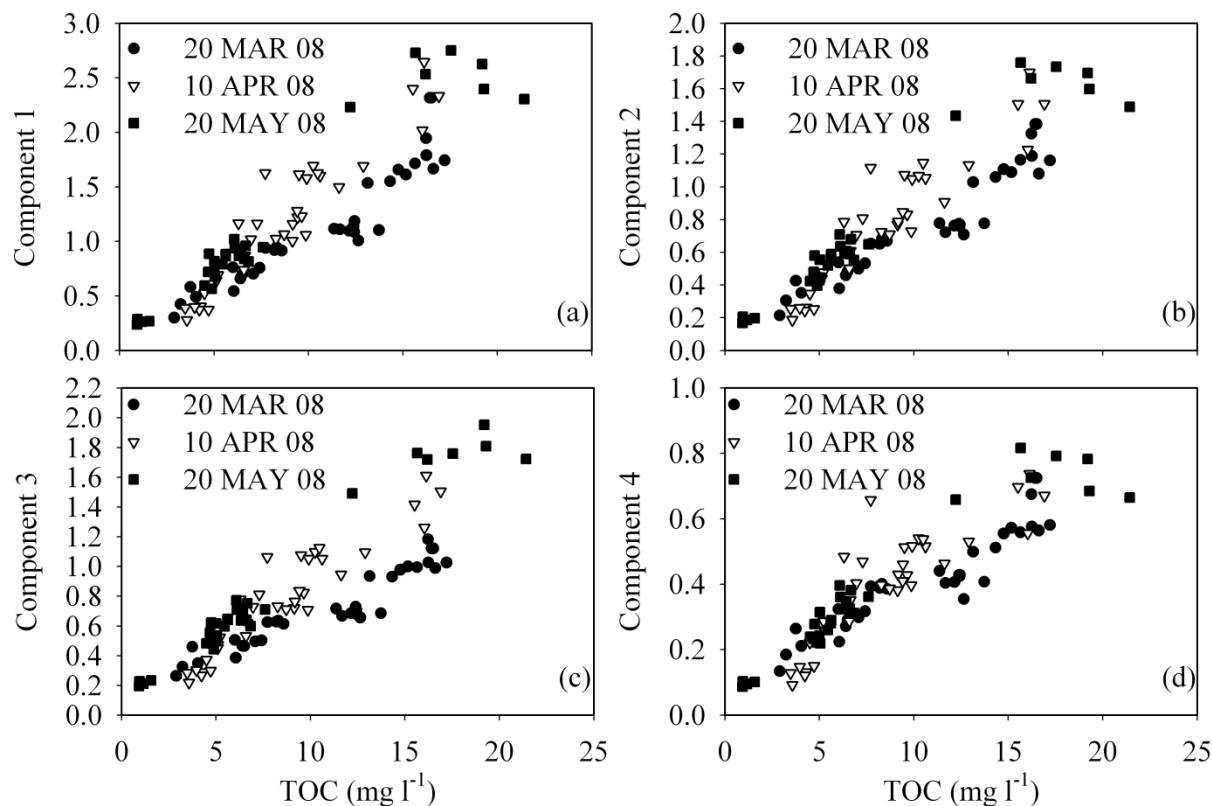 3.0
2.5
2.0
1.5
1.0
0.5
0.0
Component 1
20 MAR 08
10 APR 08
20 MAY 08
(a)
2.0
1.8
1.6
1.4
1.2
1.0
0.8
0.6
0.4
0.2
0.0
Component 2
20 MAR 08
10 APR 08
20 MAY 08
(b)
2.2
2.0
1.8
1.6
1.4
1.2
1.0
0.8
0.6
0.4
0.2
0.0
Component 3
20 MAR 08
10 APR 08
20 MAY 08
(c)
0 5 10 15 20 25
TOC (mg l⁻¹)
1.0
0.8
0.6
0.4
0.2
0.0
Component 4
20 MAR 08
10 APR 08
20 MAY 08
(d)
0 5 10 15 20 25
TOC (mg l⁻¹)